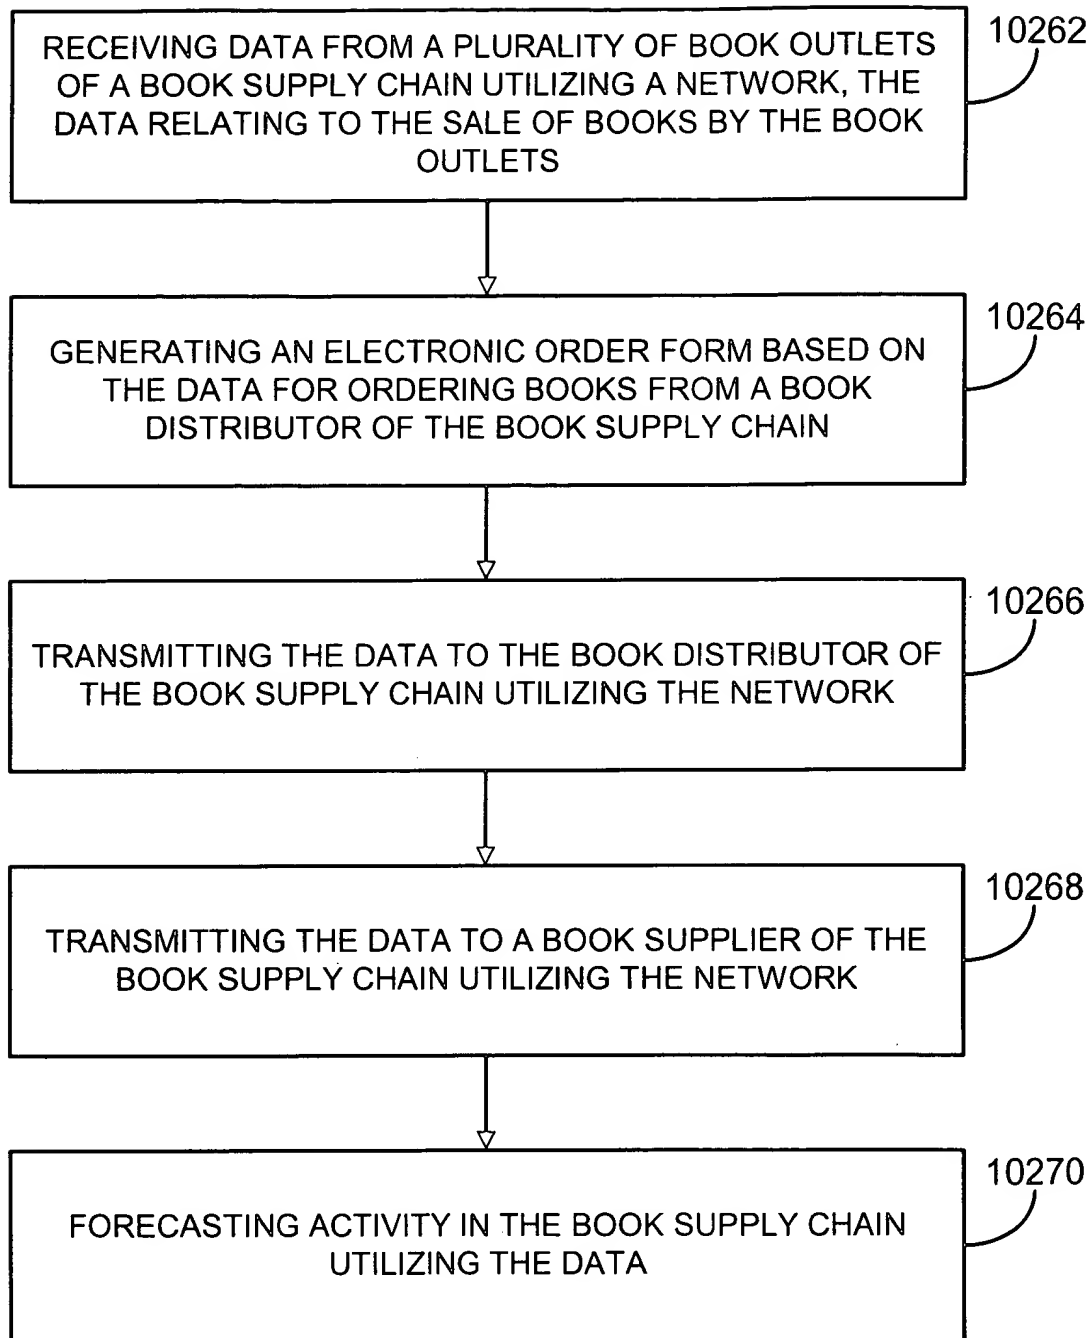 10262
RECEIVING DATA FROM A PLURALITY OF BOOK OUTLETS
OF A BOOK SUPPLY CHAIN UTILIZING A NETWORK, THE
DATA RELATING TO THE SALE OF BOOKS BY THE BOOK
OUTLETS
10264
GENERATING AN ELECTRONIC ORDER FORM BASED ON
THE DATA FOR ORDERING BOOKS FROM A BOOK
DISTRIBUTOR OF THE BOOK SUPPLY CHAIN
10266
TRANSMITTING THE DATA TO THE BOOK DISTRIBUTOR OF
THE BOOK SUPPLY CHAIN UTILIZING THE NETWORK
10268
TRANSMITTING THE DATA TO A BOOK SUPPLIER OF THE
BOOK SUPPLY CHAIN UTILIZING THE NETWORK
10270
FORECASTING ACTIVITY IN THE BOOK SUPPLY CHAIN
UTILIZING THE DATA